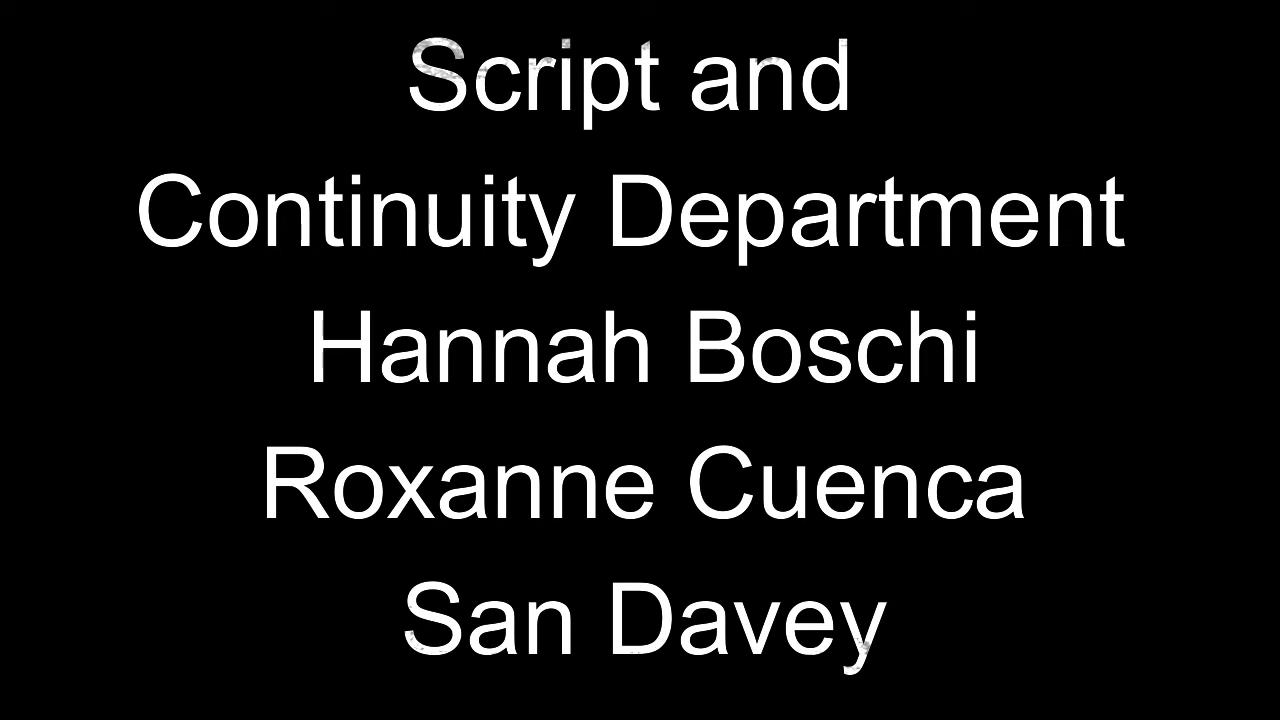 Script and
Continuity Department
Hannah Boschi
Roxanne Cuenca
San Davey